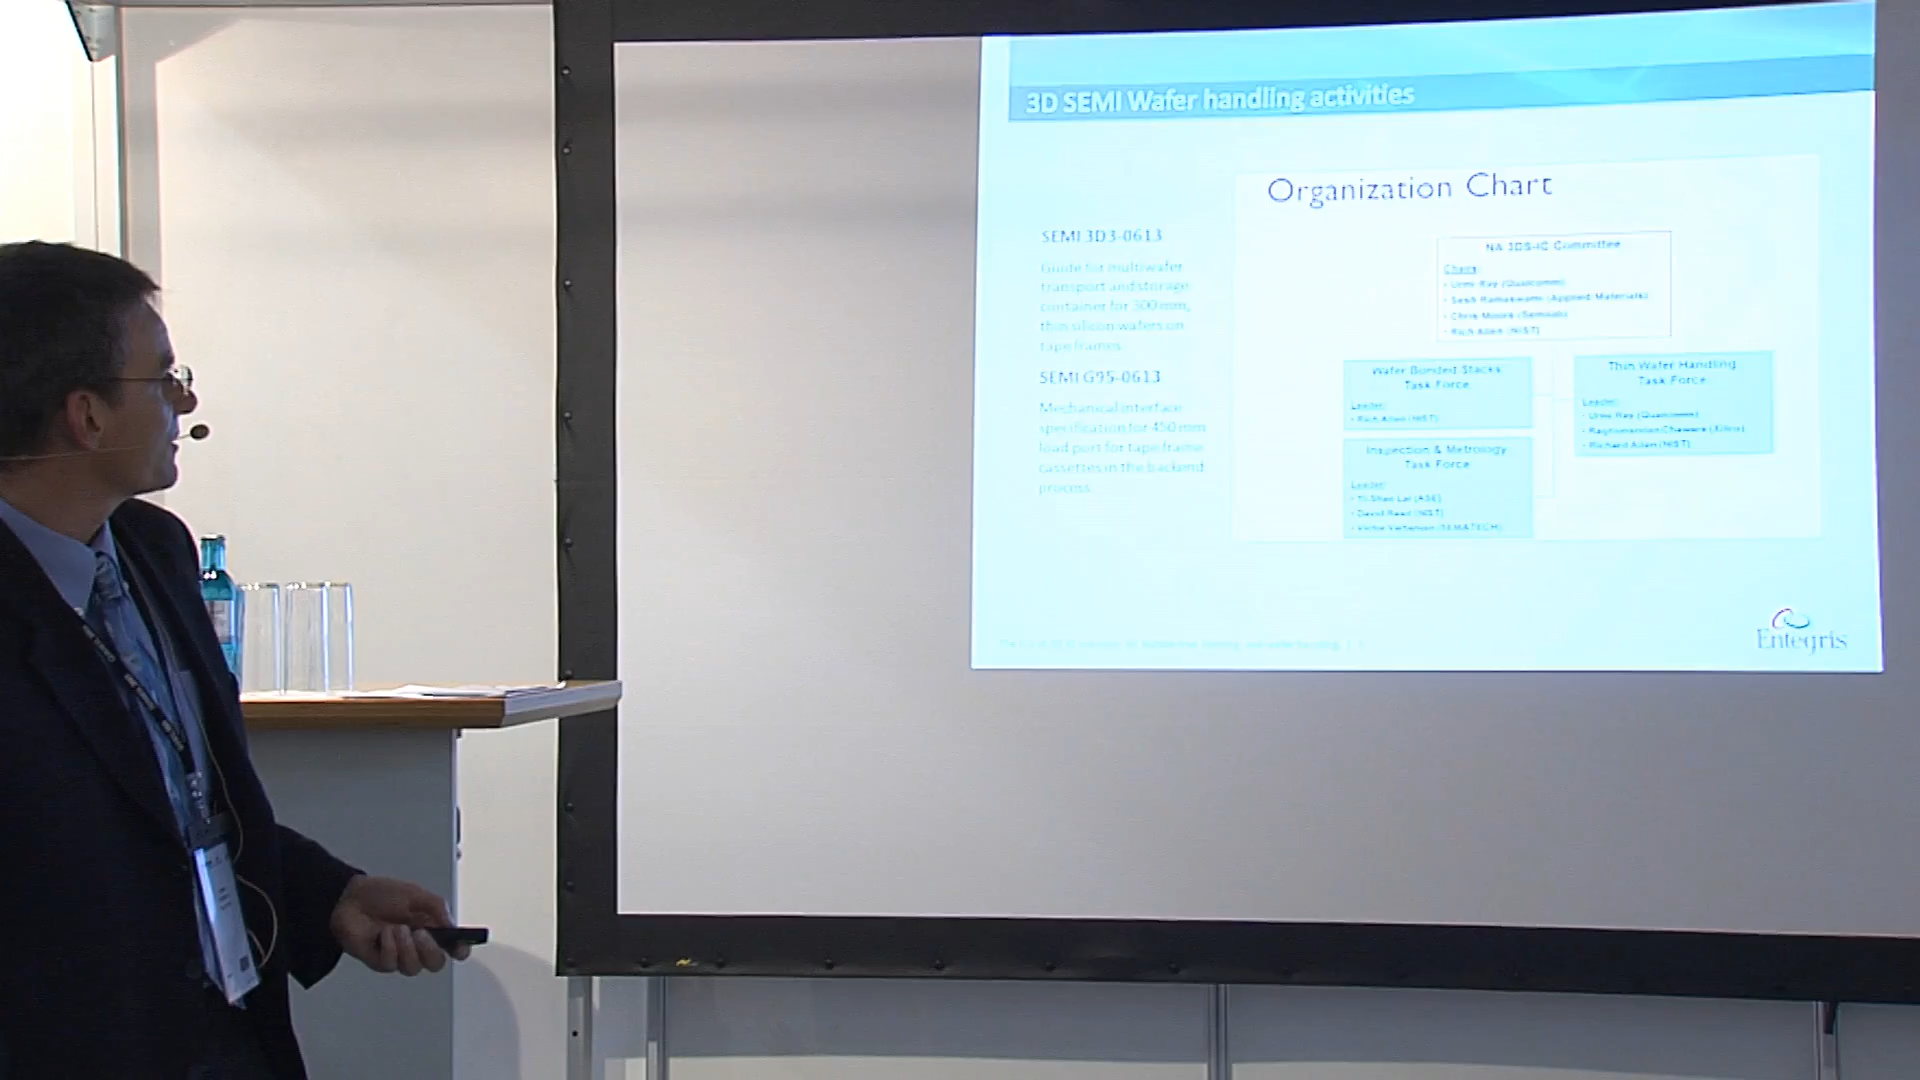 3D SEMI Wafer handling activities
Organization Chart
SEMI 3D3-0613
Guide for multiwafer
transport and storage
container for 300 mm,
thin silicon wafers on
tape frames.
SEMI G95-0613
Mechanical interface
specification for 450 mm
load port for tape frame
cassettes in the backend
process.
NA 3DS-IC Committee
Chairs:
• Urmi Ray (Qualcomm)
• Sesh Ramaswami (Applied Materials)
• Chris Moore (Semilab)
• Rich Allen (NIST)
Wafer Bonded Stacks
Task Force
Leader:
• Rich Allen (NIST)
Thin Wafer Handling
Task Force
Leader:
• Urmi Ray (Qualcomm)
• Raghunandan Chaware (Xilinx)
• Richard Allen (NIST)
Inspection & Metrology
Task Force
Leader:
• Yi-Shao Lai (ASE)
• David Read (NIST)
• Victor Vartanian (SEMATECH)
Entegris